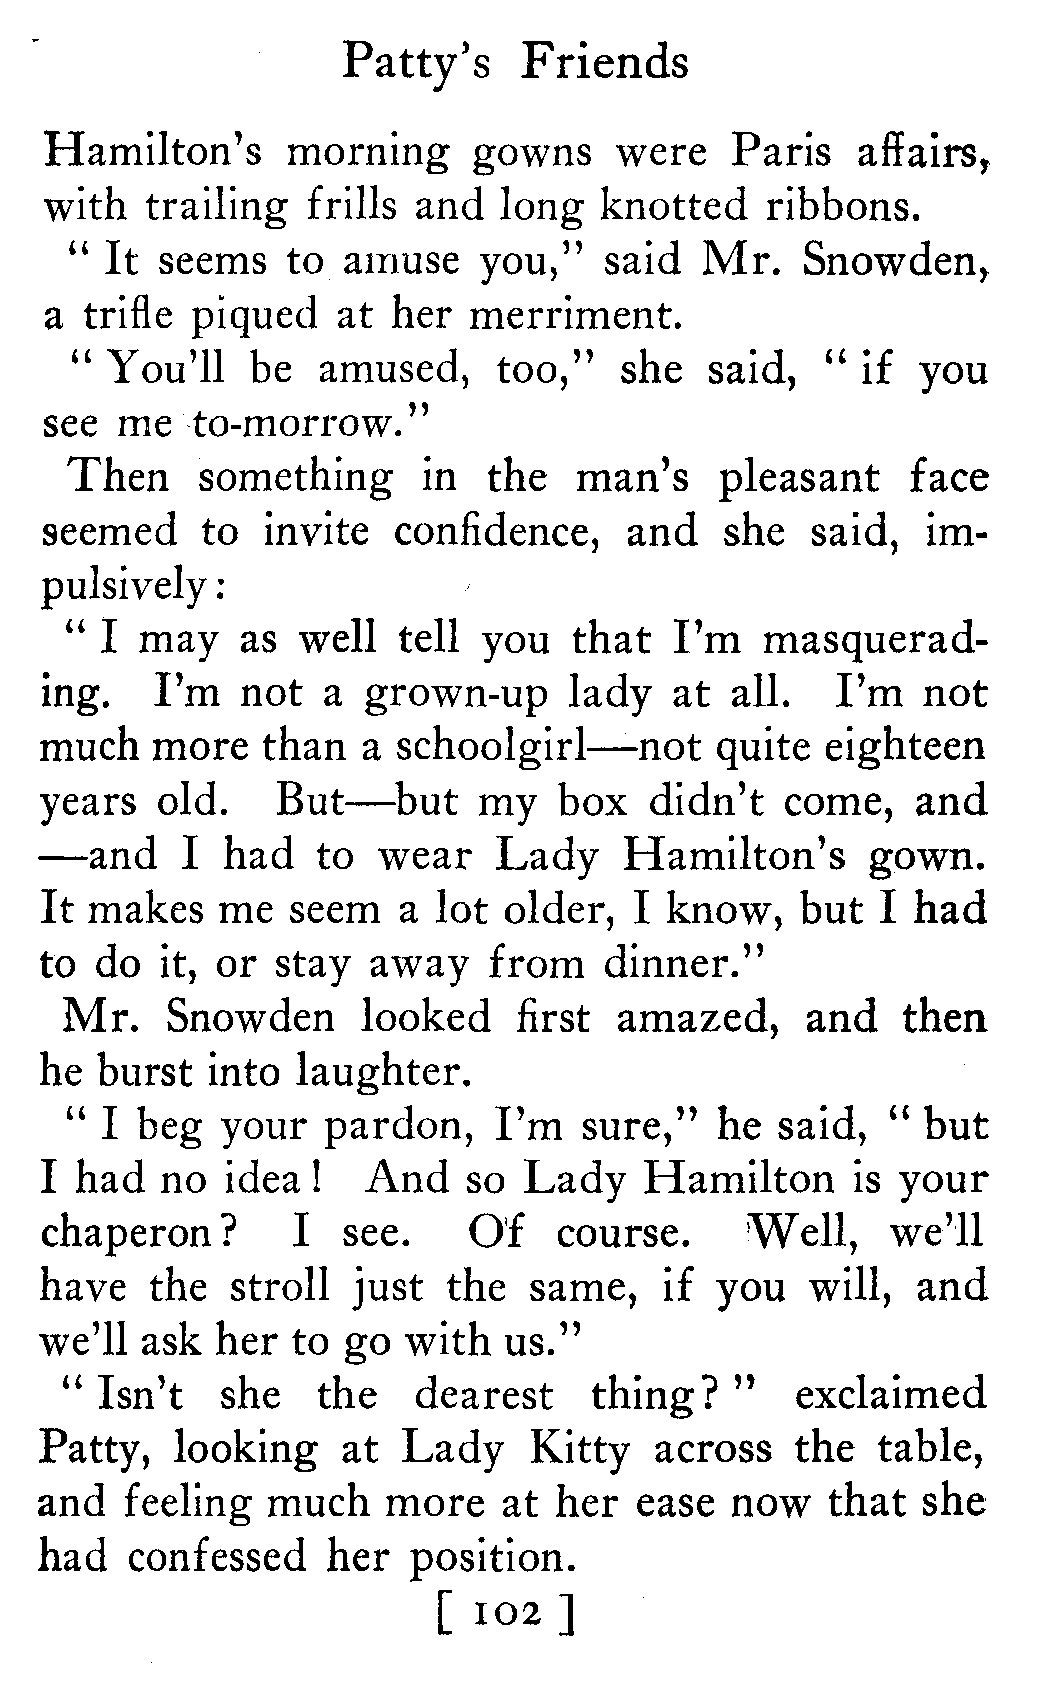 Patty's Friends
Hamilton's morning gowns were Paris affairs,
with trailing frills and long knotted ribbons.
" It seems to amuse you," said Mr. Snowden,
a trifle piqued at her merriment.
" You'll be amused, too," she said, " if you
see me to-morrow."
Then something in the man's pleasant face
seemed to invite confidence, and she said, im-
pulsively :
" I may as well tell you that I'm masquerad-
ing. I'm not a grown-up lady at all. I'm not
much more than a schoolgirl—not quite eighteen
years old. But—but my box didn't come, and
—and I had to wear Lady Hamilton's gown.
It makes me seem a lot older, I know, but I had
to do it, or stay away from dinner."
Mr. Snowden looked first amazed, and then
he burst into laughter.
" I beg your pardon, I'm sure," he said, " but
I had no idea ! And so Lady Hamilton is your
chaperon ? I see. Of course. Well, we'll
have the stroll just the same, if you will, and
we'll ask her to go with us."
" Isn't she the dearest thing? " exclaimed
Patty, looking at Lady Kitty across the table,
and feeling much more at her ease now that she
had confessed her position.
[ 102 ]